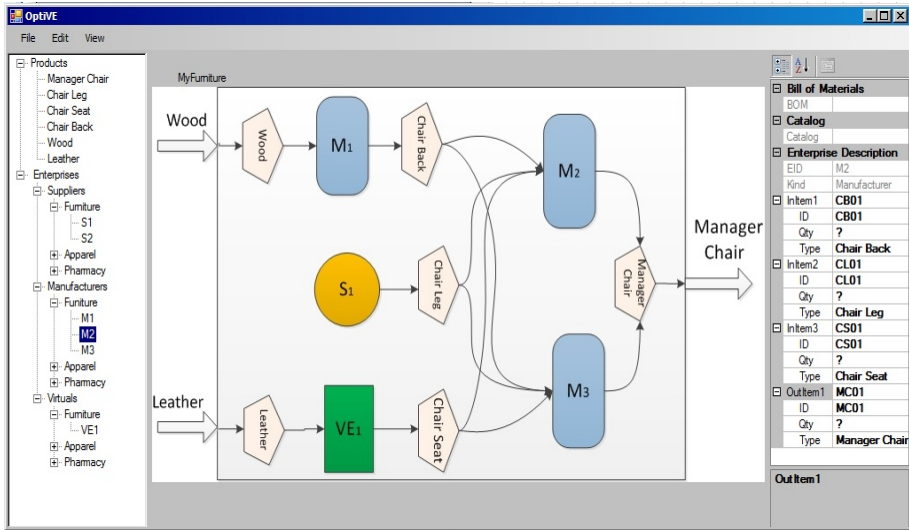 OptiVE
File Edit View
Products
Manager Chair
Chair Leg
Chair Seat
Chair Back
Wood
Leather
Enterprises
Suppliers
Furniture
S1
S2
Apparel
Pharmacy
Manufacturers
Funiture
M1
M2
M3
Apparel
Pharmacy
Virtuals
Furniture
VE1
Apparel
Pharmacy
MyFurniture
Wood
Wood
M1
Chair Back
M2
S1
Chair Leg
Manager
Chair
Manager
Chair
Leather
Leather
VE1
Chair Seat
M3
Bill of Materials
BOM
Catalog
Catalog
Enterprise Description
EID M2
Kind Manufacturer
InItem1 CB01
ID CB01
Qty ?
Type Chair Back
InItem2 CL01
ID CL01
Qty ?
Type Chair Leg
InItem3 CS01
ID CS01
Qty ?
Type Chair Seat
OutItem1 MC01
ID MC01
Qty ?
Type Manager Chair
OutItem1